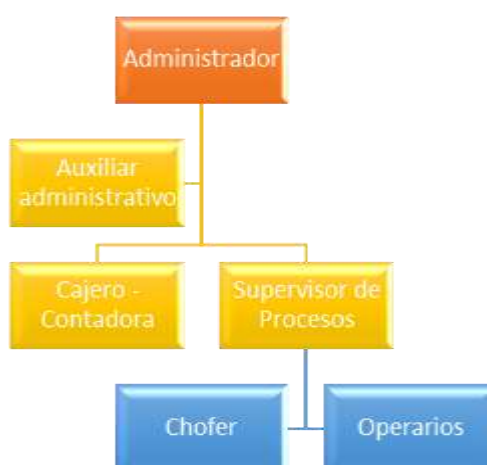 Administrador
Auxiliar
administrativo
Cajero -
Contadora
Supervisor de
Procesos
Chofer
Operarios